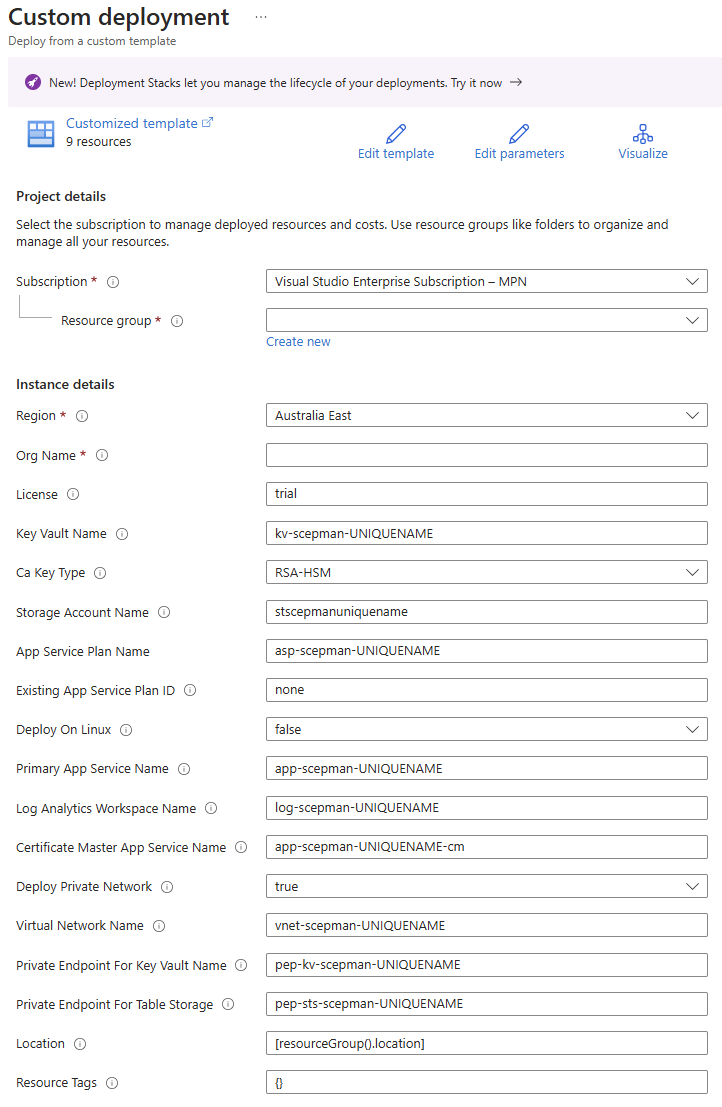 Custom deployment ...
Deploy from a custom template
New! Deployment Stacks let you manage the lifecycle of your deployments. Try it now →
Customized template
9 resources
Edit template
Edit parameters
Visualize
Project details
Select the subscription to manage deployed resources and costs. Use resource groups like folders to organize and
manage all your resources.
Subscription * Visual Studio Enterprise Subscription – MPN
Resource group *
Create new
Instance details
Region * Australia East
Org Name *
License trial
Key Vault Name kv-scepman-UNIQUENAME
Ca Key Type RSA-HSM
Storage Account Name stscepmanuniquename
App Service Plan Name asp-scepman-UNIQUENAME
Existing App Service Plan ID none
Deploy On Linux false
Primary App Service Name app-scepman-UNIQUENAME
Log Analytics Workspace Name log-scepman-UNIQUENAME
Certificate Master App Service Name app-scepman-UNIQUENAME-cm
Deploy Private Network true
Virtual Network Name vnet-scepman-UNIQUENAME
Private Endpoint For Key Vault Name pep-kv-scepman-UNIQUENAME
Private Endpoint For Table Storage pep-sts-scepman-UNIQUENAME
Location [resourceGroup().location]
Resource Tags {}